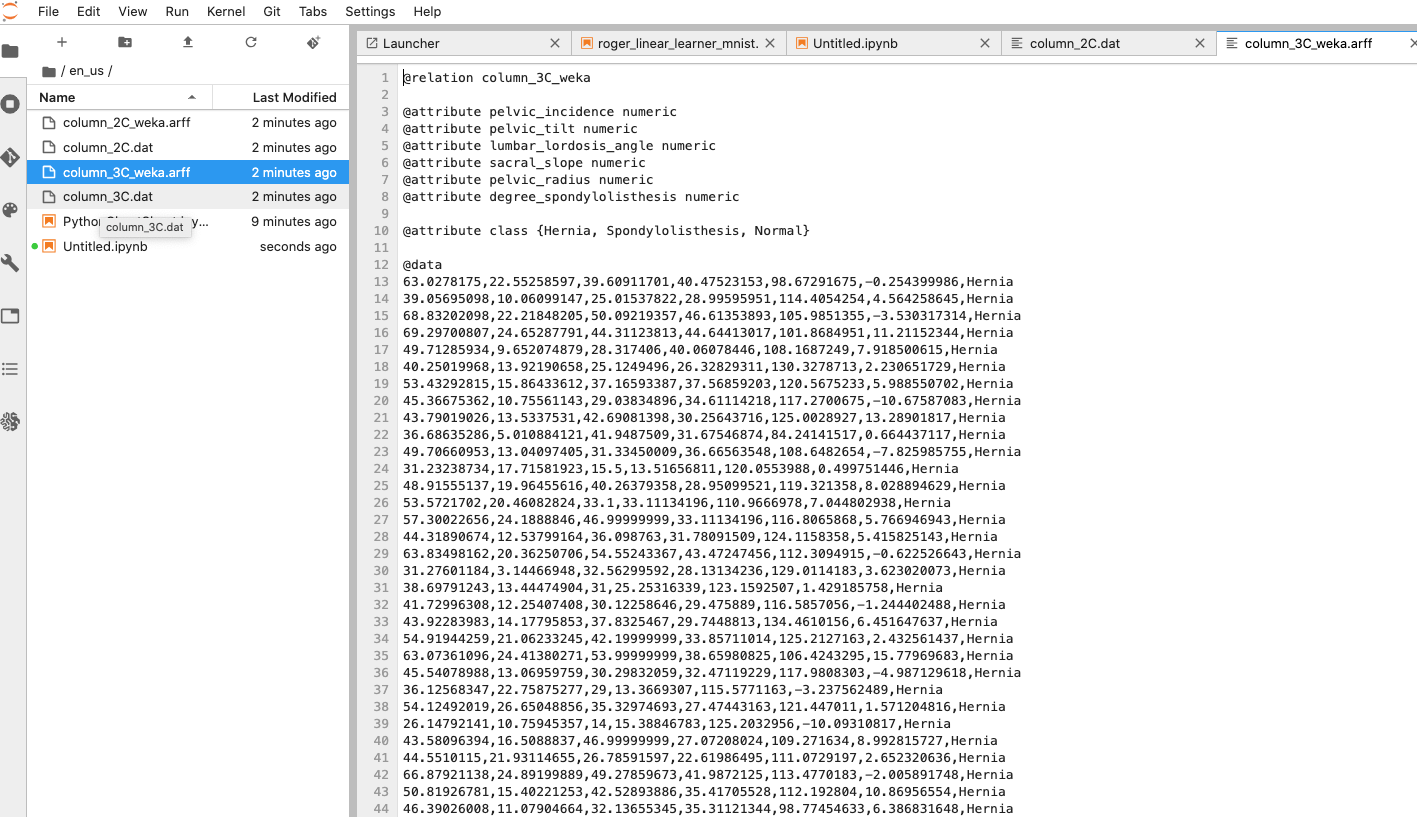 File Edit View Run Kernel Git Tabs Settings Help
Launcher
roger_linear_learner_mnist.
Untitled.ipynb
column_2C.dat
column_3C_weka.arff
/ en_us /
Name Last Modified
column_2C_weka.arff 2 minutes ago
column_2C.dat 2 minutes ago
column_3C_weka.arff 2 minutes ago
column_3C.dat 2 minutes ago
9 minutes ago
column_3C.dat
Untitled.ipynb seconds ago
1 @relation column_3C_weka
2
3 @attribute pelvic_incidence numeric
4 @attribute pelvic_tilt numeric
5 @attribute lumbar_lordosis_angle numeric
6 @attribute sacral_slope numeric
7 @attribute pelvic_radius numeric
8 @attribute degree_spondylolisthesis numeric
9
10 @attribute class {Hernia, Spondylolisthesis, Normal}
11
12 @data
13 63.0278175,22.55258597,39.60911701,40.47523153,98.67291675,-0.254399986,Hernia
14 39.05695098,10.06099147,25.01537822,28.99595951,114.4054254,4.564258645,Hernia
15 68.83202098,22.21848205,50.09219357,46.61353893,105.9851355,-3.530317314,Hernia
16 69.29700807,24.65287791,44.31123813,44.64413017,101.8684951,11.21152344,Hernia
17 49.71285934,9.652074879,28.317406,40.06078446,108.1687249,7.918500615,Hernia
18 40.25019968,13.92190658,25.1249496,26.32829311,130.3278713,2.230651729,Hernia
19 53.43292815,15.86433612,37.16593387,37.56859203,120.5675233,5.988550702,Hernia
20 45.36675362,10.75561143,29.03834896,34.61114218,117.2700675,-10.67587083,Hernia
21 43.79019026,13.5337531,42.69081398,30.25643716,125.0028927,13.28901817,Hernia
22 36.68635286,5.010884121,41.9487509,31.67546874,84.24141517,0.664437117,Hernia
23 49.70660953,13.04097405,31.33450009,36.66563548,108.6482654,-7.825985755,Hernia
24 31.23238734,17.71581923,15.5,13.51656811,120.0553988,0.499751446,Hernia
25 48.91555137,19.96455616,40.26379358,28.95099521,119.321358,8.028894629,Hernia
26 53.5721702,20.46082824,33.1,33.11134196,110.9666978,7.044802938,Hernia
27 57.30022656,24.1888846,46.99999999,33.11134196,116.8065868,5.766946943,Hernia
28 44.31890674,12.53799164,36.098763,31.78091509,124.1158358,5.415825143,Hernia
29 63.83498162,20.36250706,54.55243367,43.47247456,112.3094915,-0.622526643,Hernia
30 31.27601184,3.14466948,32.56299592,28.13134236,129.0114183,3.623020073,Hernia
31 38.69791243,13.44474904,31,25.25316339,123.1592507,1.429185758,Hernia
32 41.72996308,12.25407408,30.12258646,29.475889,116.5857056,-1.244402488,Hernia
33 43.92283983,14.17795853,37.8325467,29.7448813,134.4610156,6.451647637,Hernia
34 54.91944259,21.06233245,42.19999999,33.85711014,125.2127163,2.432561437,Hernia
35 63.07361096,24.41380271,53.99999999,38.65980825,106.4243295,15.77969683,Hernia
36 45.54078988,13.06959759,30.29832059,32.47119229,117.9808303,-4.987129618,Hernia
37 36.12568347,22.75875277,29,13.3669307,115.5771163,-3.237562489,Hernia
38 54.12492019,26.65048856,35.32974693,27.47443163,121.447011,1.571204816,Hernia
39 26.14792141,10.75945357,14,15.38846783,125.2032956,-10.09310817,Hernia
40 43.58096394,16.5088837,46.99999999,27.07208024,109.271634,8.992815727,Hernia
41 44.5510115,21.93114655,26.78591597,22.61986495,111.0729197,2.652320636,Hernia
42 66.87921138,24.89199889,49.27859673,41.9872125,113.4770183,-2.005891748,Hernia
43 50.81926781,15.40221253,42.52893886,35.41705528,112.192804,10.86956554,Hernia
44 46.39026008,11.07904664,32.13655345,35.31121344,98.77454633,6.386831648,Hernia